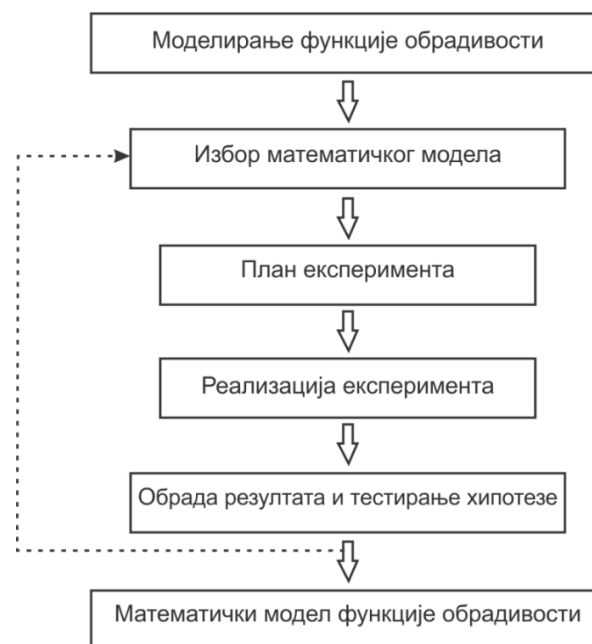 Моделирање функције обрадивости
Избор математичког модела
План експеримента
Реализација експеримента
Обрада резултата и тестирање хипотезе
Математички модел функције обрадивости